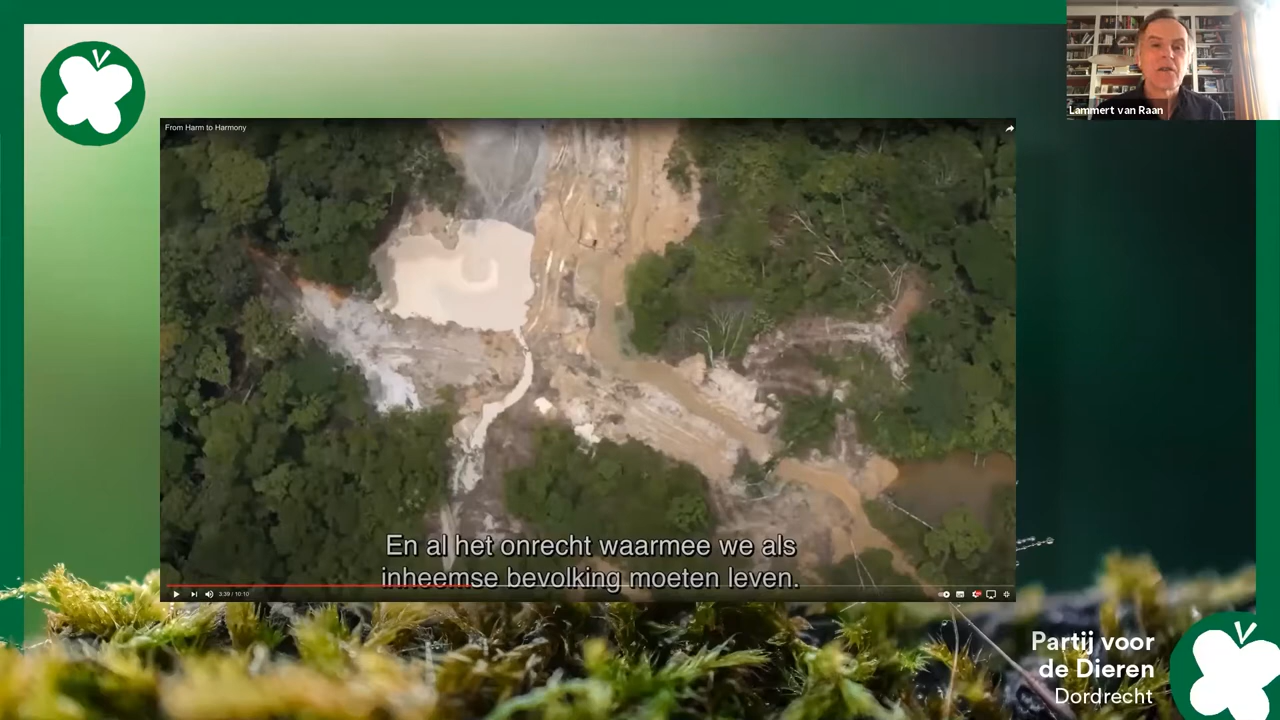 Lammert van Raan
From Harm to Harmony
En al het onrecht waarmee we als
inheemse bevolking moeten leven.
3:39 / 10:10
Partij voor
de Dieren
Dordrecht